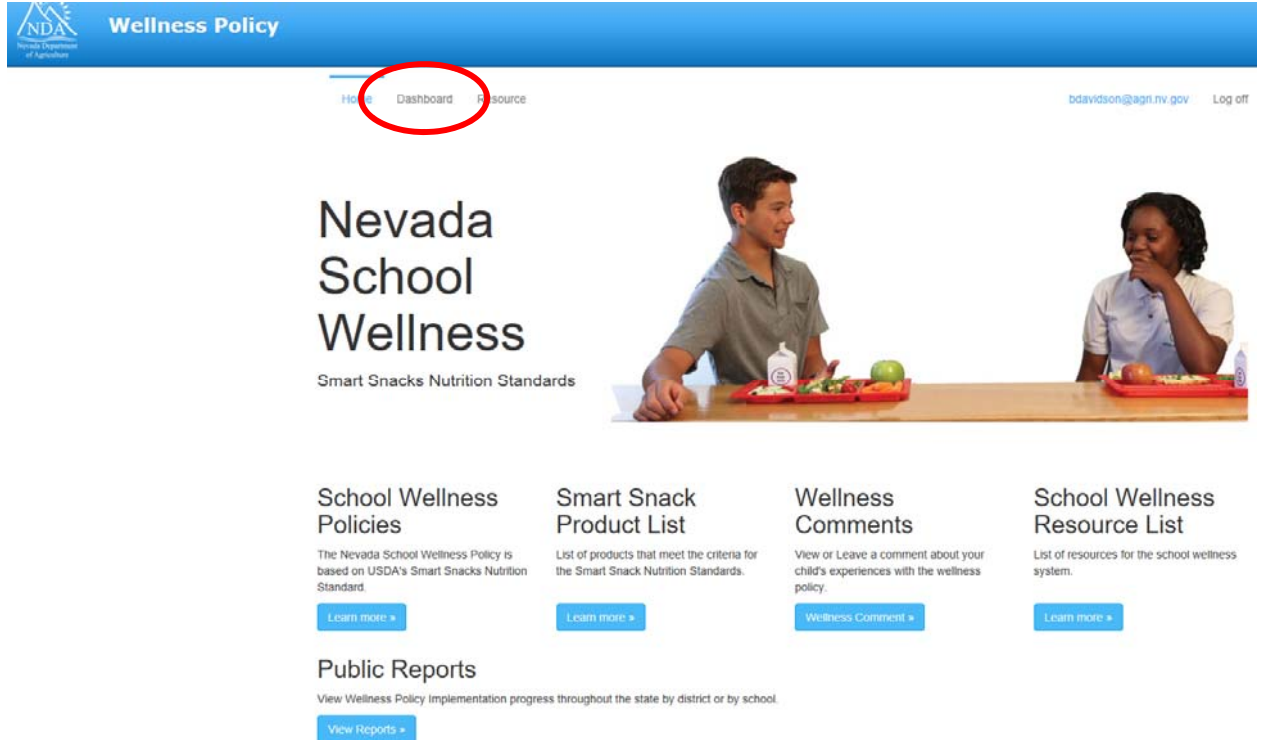 NDA
Nevada Department
of Agriculture
Wellness Policy
Home Dashboard Resource
bdavidson@agri.nv.gov Log off
Nevada
School
Wellness
Smart Snacks Nutrition Standards
School Wellness
Policies
The Nevada School Wellness Policy is
based on USDA's Smart Snacks Nutrition
Standard.
Learn more »
Smart Snack
Product List
List of products that meet the criteria for
the Smart Snack Nutrition Standards.
Learn more »
Wellness
Comments
View or Leave a comment about your
child's experiences with the wellness
policy.
Wellness Comment »
School Wellness
Resource List
List of resources for the school wellness
system.
Learn more »
Public Reports
View Wellness Policy Implementation progress throughout the state by district or by school.
View Reports »